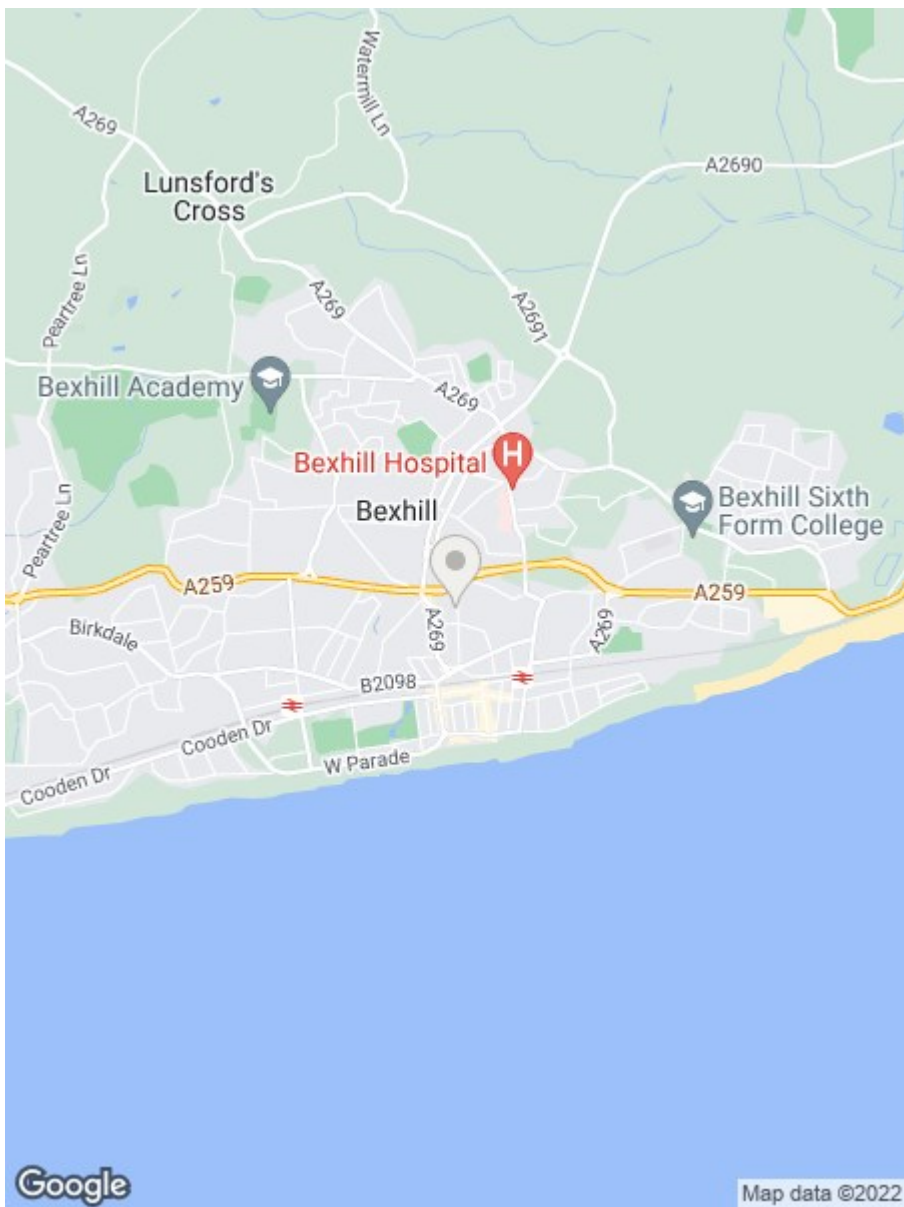 Watermill Ln
A269
A2690
Lunsford's
Cross
Peartree Ln
A269
A2691
Bexhill Academy
A269
Bexhill Hospital
H
Bexhill Sixth
Form College
Bexhill
Peartree Ln
A259
A259
Birkdale
A269
A269
B2098
Cooden Dr
W Parade
Cooden Dr
Google
Map data ©2022